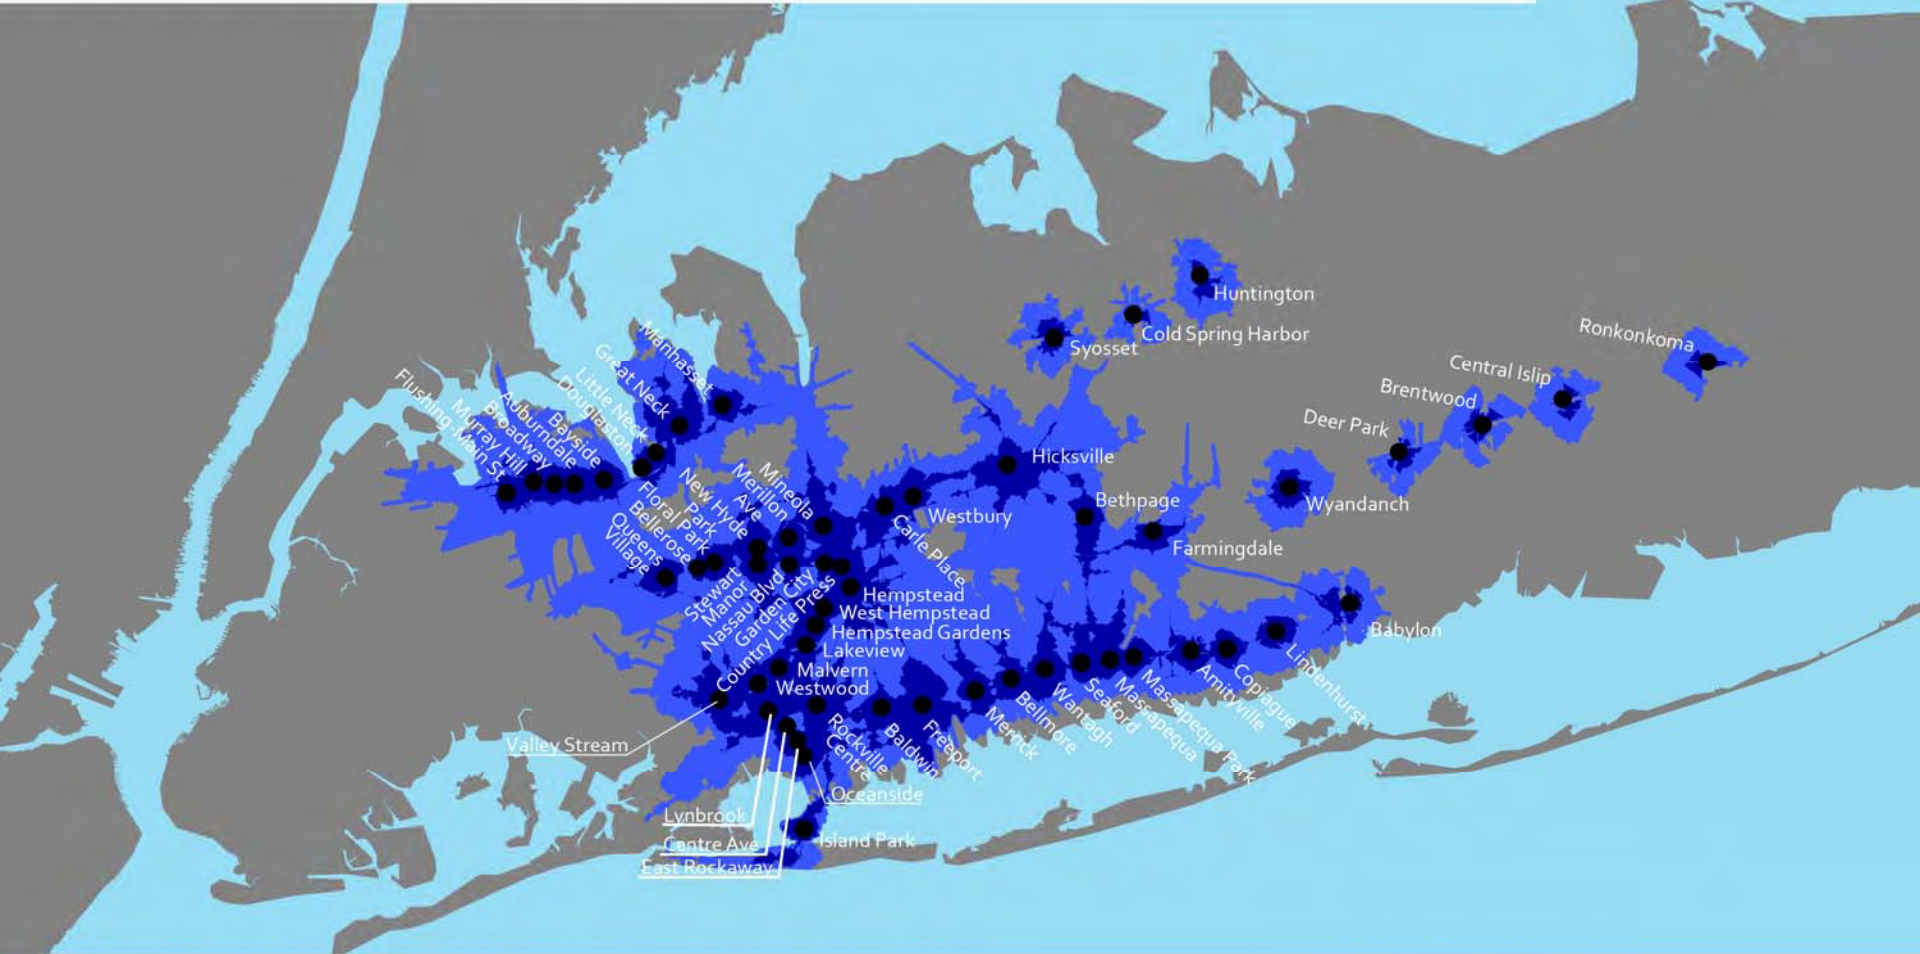 Huntington
Cold Spring Harbor
Syosset
Ronkonkoma
Central Islip
Brentwood
Deer Park
Wyandanch
Manhasset
Great Neck
Little Neck
Douglaston
Bayside
Auburndale
Broadway
Murray Hill
Flushing-Main St
Hicksville
Bethpage
Farmingdale
Westbury
Carle Place
Mineola
Merillon
Ave
New Hyde
Park
Floral Park
Bellerose
Queens
Village
Stewart
Manor
Nassau Blvd
Garden City
Country Life Press
Hempstead
West Hempstead
Hempstead Gardens
Lakeview
Malvern
Westwood
Valley Stream
Lynbrook
Centre Ave
East Rockaway
Oceanside
Island Park
Rockville
Centre
Baldwin
Freeport
Merrick
Bellmore
Wantagh
Seaford
Massapequa
Massapequa Park
Amityville
Copiague
Lindenhurst
Babylon